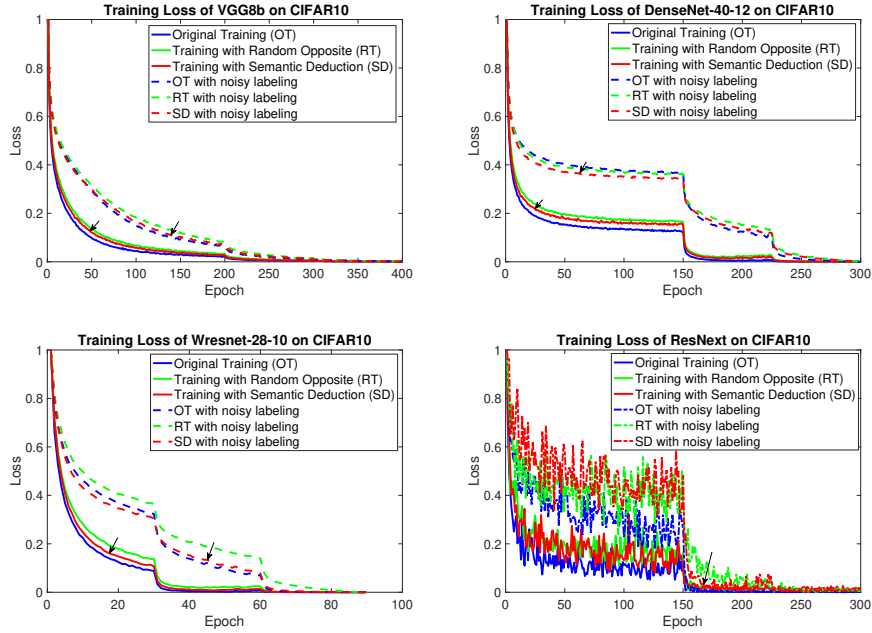 Training Loss of VGG8b on CIFAR10
1
0.8
0.6
0.4
0.2
0
Loss
0 50 100 150 200 250 300 350 400
Epoch
Original Training (OT)
Training with Random Opposite (RT)
Training with Semantic Deduction (SD)
OT with noisy labeling
RT with noisy labeling
SD with noisy labeling
Training Loss of DenseNet-40-12 on CIFAR10
1
0.8
0.6
0.4
0.2
0
Loss
0 50 100 150 200 250 300
Epoch
Original Training (OT)
Training with Random Opposite (RT)
Training with Semantic Deduction (SD)
OT with noisy labeling
RT with noisy labeling
SD with noisy labeling
Training Loss of Wresnet-28-10 on CIFAR10
1
0.8
0.6
0.4
0.2
0
Loss
0 20 40 60 80 100
Epoch
Original Training (OT)
Training with Random Opposite (RT)
Training with Semantic Deduction (SD)
OT with noisy labeling
RT with noisy labeling
SD with noisy labeling
Training Loss of ResNext on CIFAR10
1
0.8
0.6
0.4
0.2
0
Loss
0 50 100 150 200 250 300
Epoch
Original Training (OT)
Training with Random Opposite (RT)
Training with Semantic Deduction (SD)
OT with noisy labeling
RT with noisy labeling
SD with noisy labeling